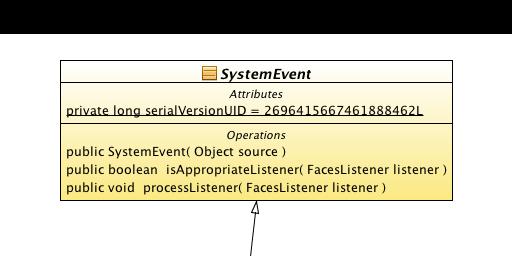 SystemEvent
Attributes
private long serialVersionUID = 2696415667461888462L
Operations
public SystemEvent( Object source )
public boolean isAppropriateListener( FacesListener listener )
public void processListener( FacesListener listener )